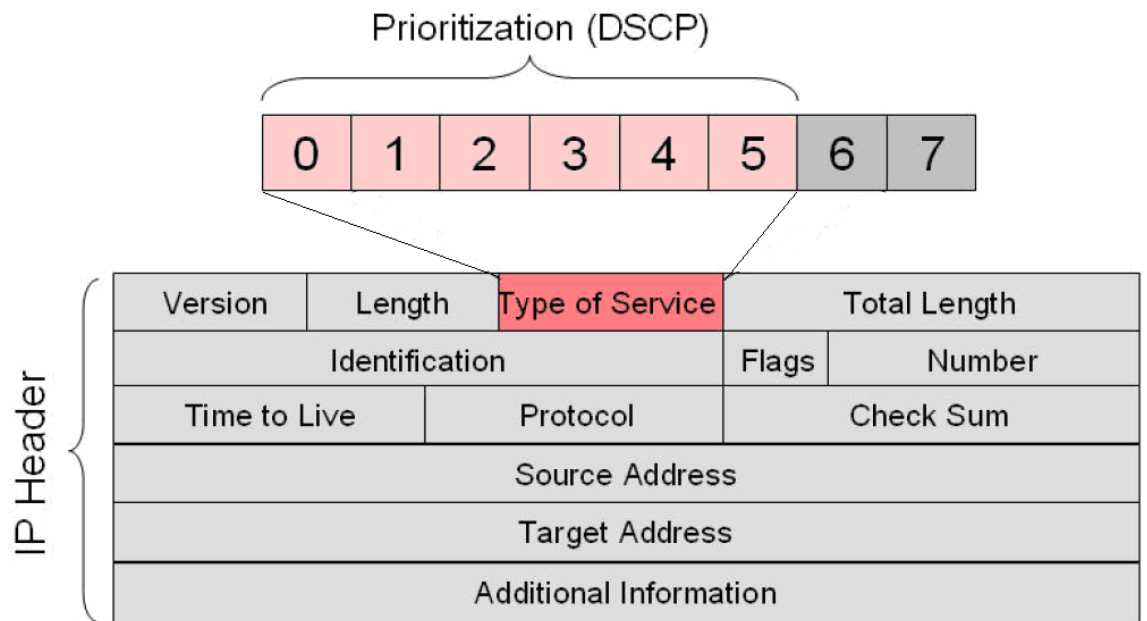 Prioritization (DSCP)
0 1 2 3 4 5 6 7
Version Length Type of Service Total Length
Identification Flags Number
Time to Live Protocol Check Sum
Source Address
Target Address
Additional Information
IP Header